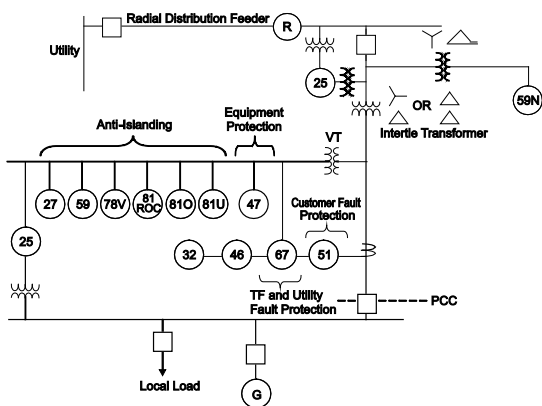 Radial Distribution Feeder
R
Utility
25
59N
OR
Intertie Transformer
Anti-Islanding
Equipment
Protection
VT
27
59
78V
81
ROC
81O
81U
47
Customer Fault
Protection
25
32
46
67
51
TF and Utility
Fault Protection
PCC
Local Load
G